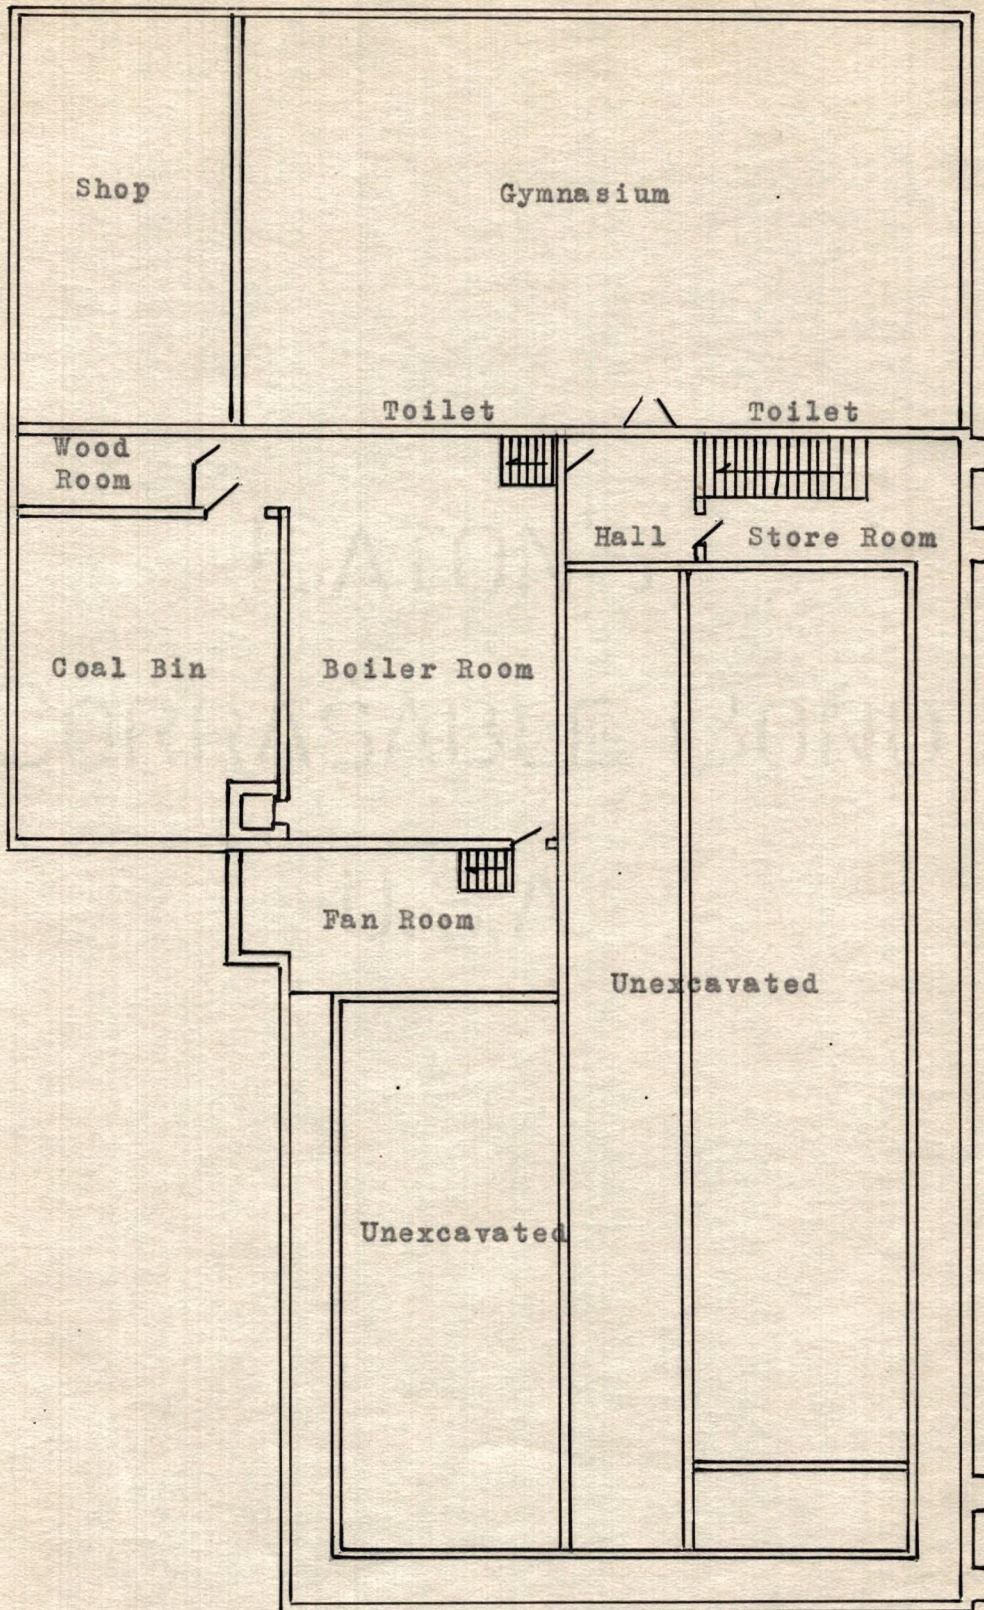 Shop
Gymnasium
Toilet
Toilet
Wood
Room
Hall
Store Room
Coal Bin
Boiler Room
Fan Room
Unexcavated
Unexcavated